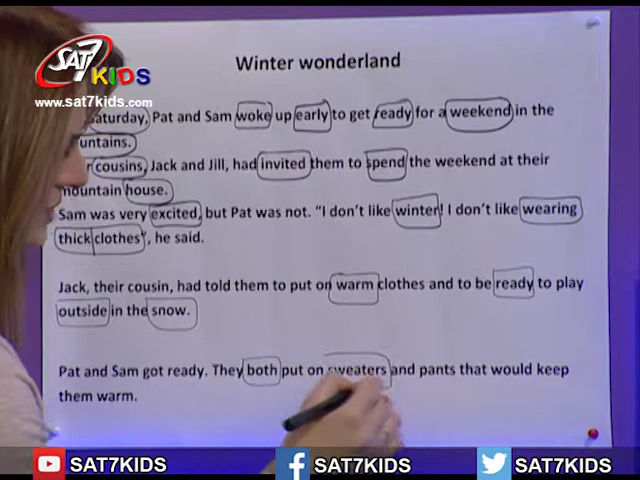 SAT7
KIDS
www.sat7kids.com
Winter wonderland
aturday, Pat and Sam woke up early to get ready for a weekend in the
untains.
r cousins, Jack and Jill, had invited them to spend the weekend at their
mountain house.
Sam was very excited, but Pat was not. "I don't like winter! I don't like wearing
thick clothes", he said.
Jack, their cousin, had told them to put on warm clothes and to be ready to play
outside in the snow.
Pat and Sam got ready. They both put on sweaters and pants that would keep
them warm.
SAT7KIDS
SAT7KIDS
SAT7KIDS